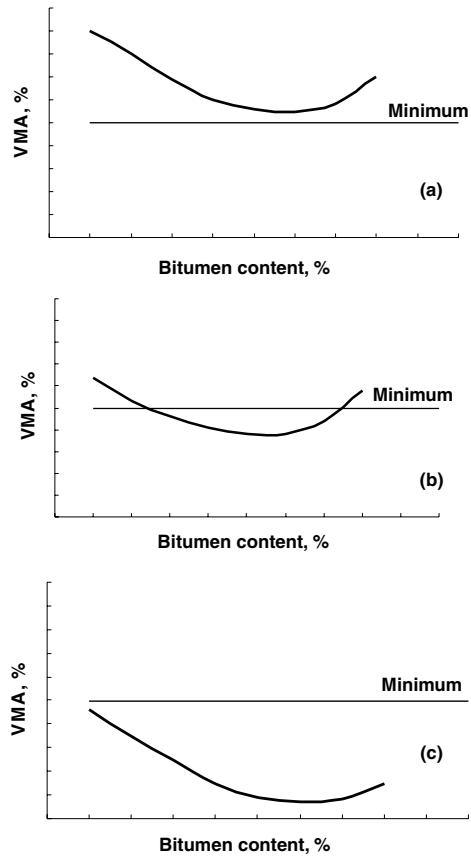 VMA, %
Minimum
(a)
Bitumen content, %
VMA, %
Minimum
(b)
Bitumen content, %
VMA, %
Minimum
(c)
Bitumen content, %